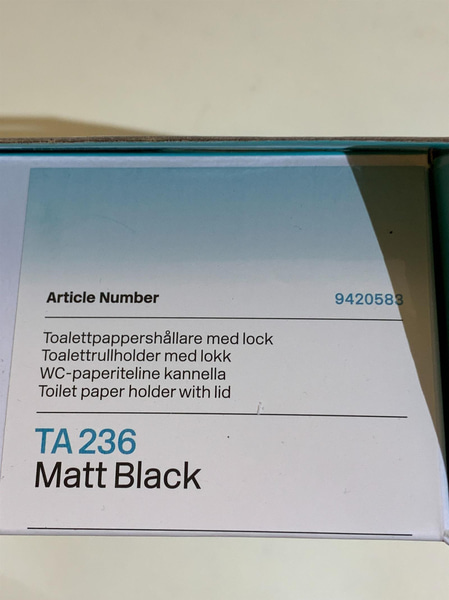 Article Number 9420583
Toalettpappershållare med lock
Toalettrullholder med lokk
WC-paperiteline kannella
Toilet paper holder with lid
TA 236
Matt Black